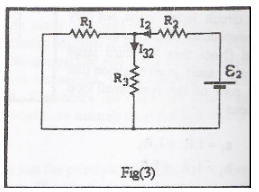 R₁ I₂ R₂
I₃₂
R₃ ε₂
Fig(3)